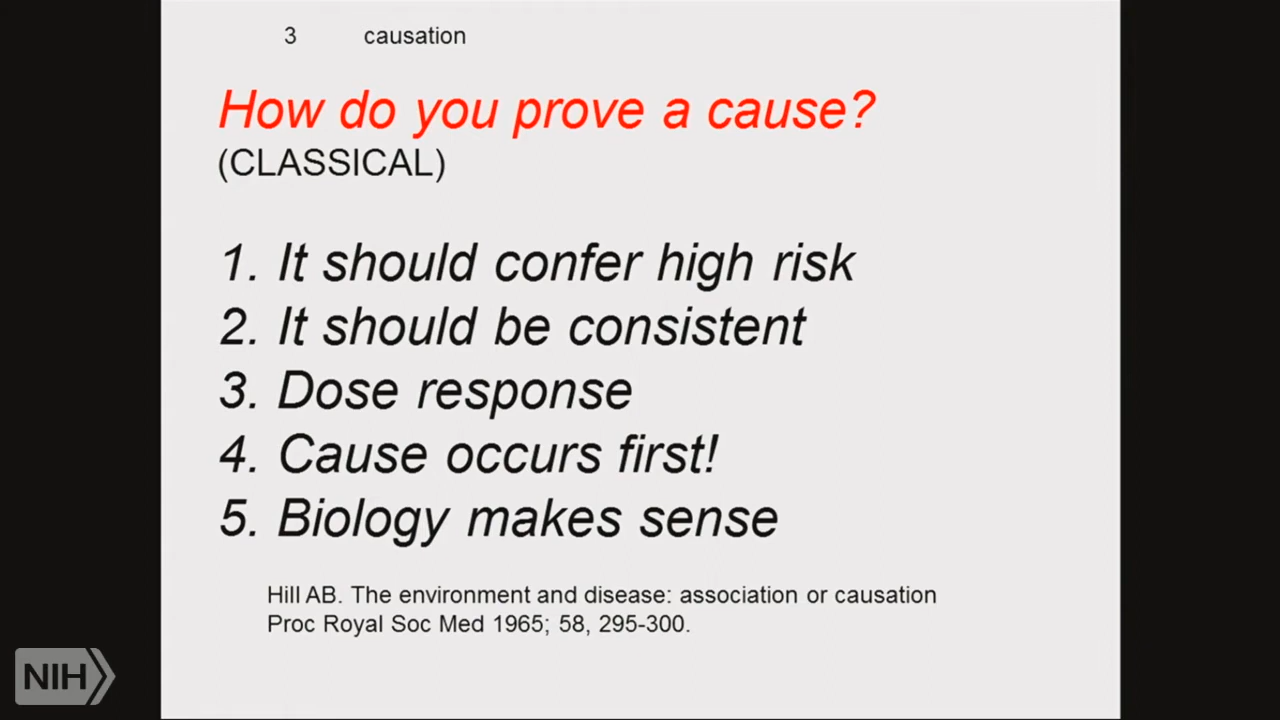 3 causation
How do you prove a cause?
(CLASSICAL)
1. It should confer high risk
2. It should be consistent
3. Dose response
4. Cause occurs first!
5. Biology makes sense
Hill AB. The environment and disease: association or causation
Proc Royal Soc Med 1965; 58, 295-300.
NIH